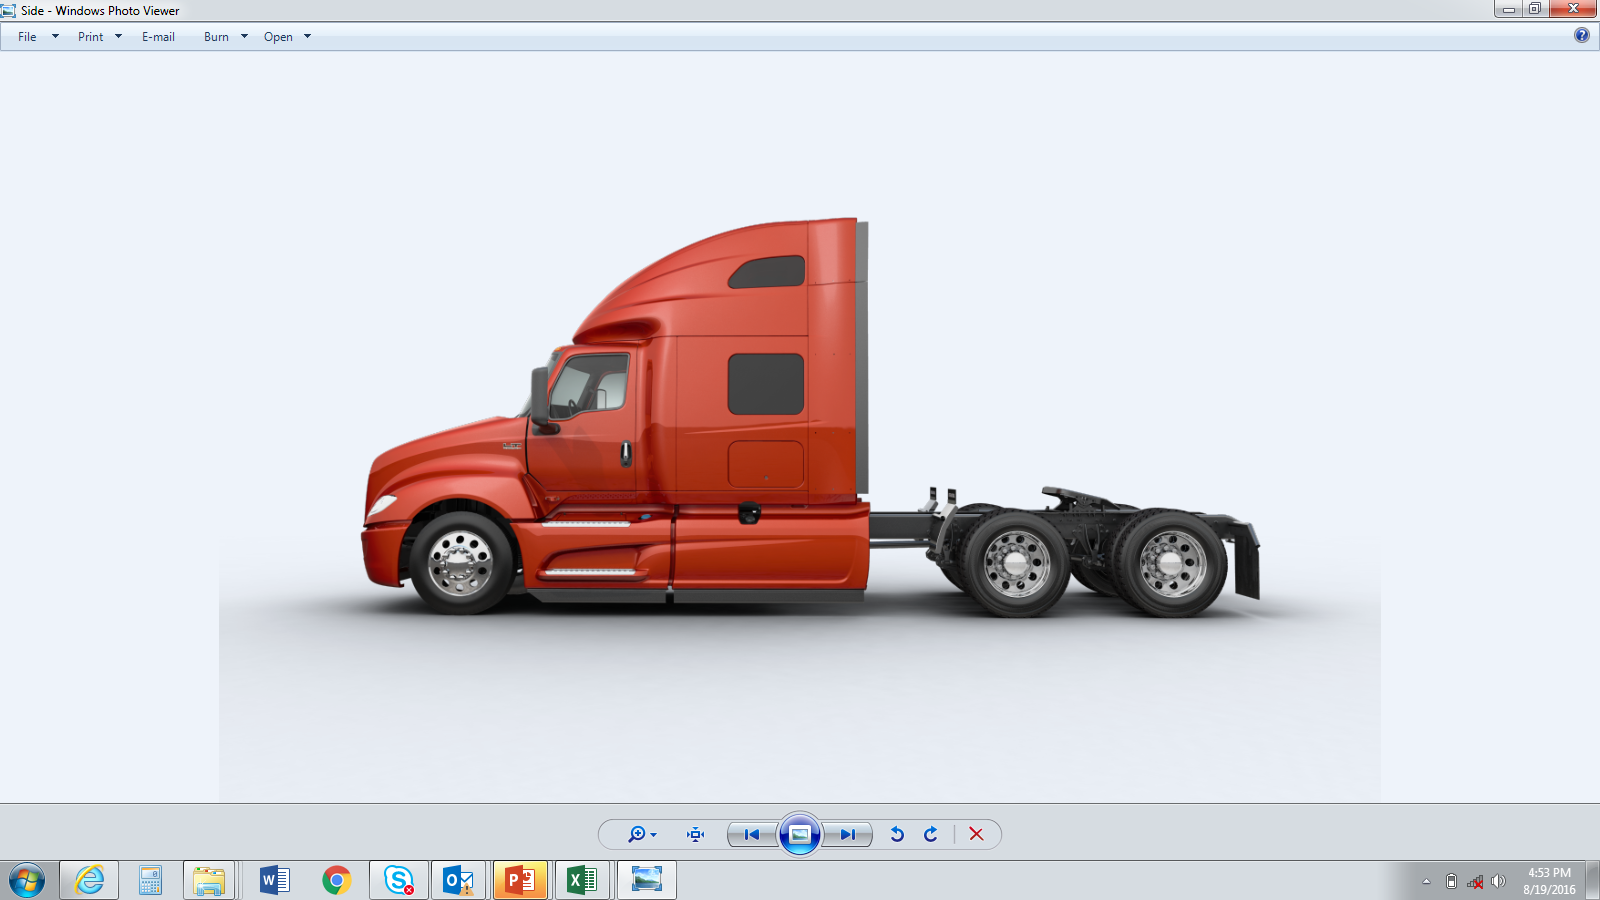 Side - Windows Photo Viewer
File Print E-mail Burn Open
4:53 PM
8/19/2016